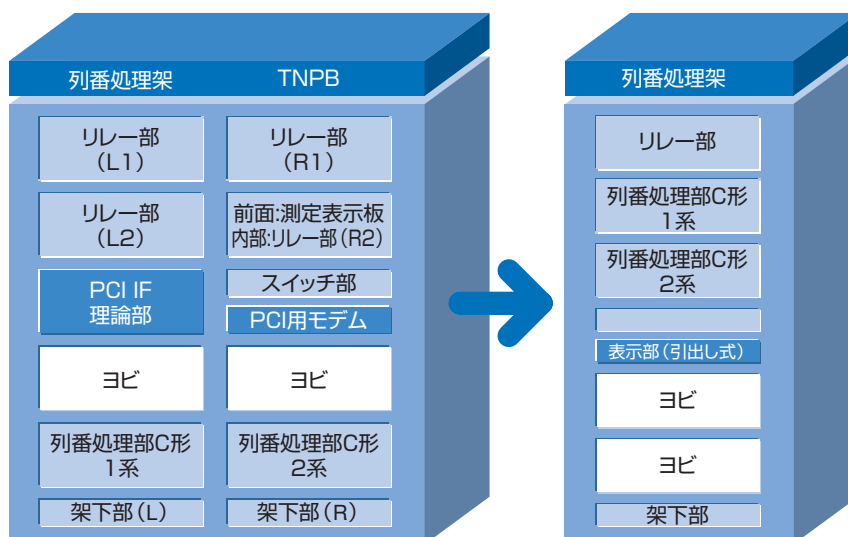 列番処理架
TNPB
リレー部
(L1)
リレー部
(R1)
リレー部
(L2)
前面:測定表示板
内部:リレー部(R2)
PCI IF
理論部
スイッチ部
PCI用モデム
ヨビ
ヨビ
列番処理部C形
1系
列番処理部C形
2系
架下部(L)
架下部(R)
列番処理架
リレー部
列番処理部C形
1系
列番処理部C形
2系
表示部(引出し式)
ヨビ
ヨビ
架下部